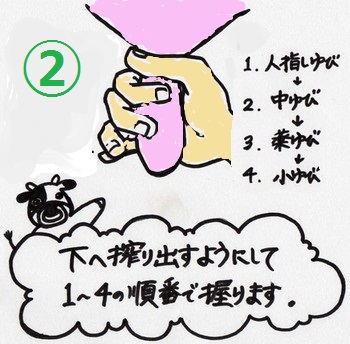 ②
1. 人指しゆび
↓
2. 中ゆび
↓
3. 薬ゆび
↓
4. 小ゆび
下へ搾り出すようにして
1～4の順番で握ります。